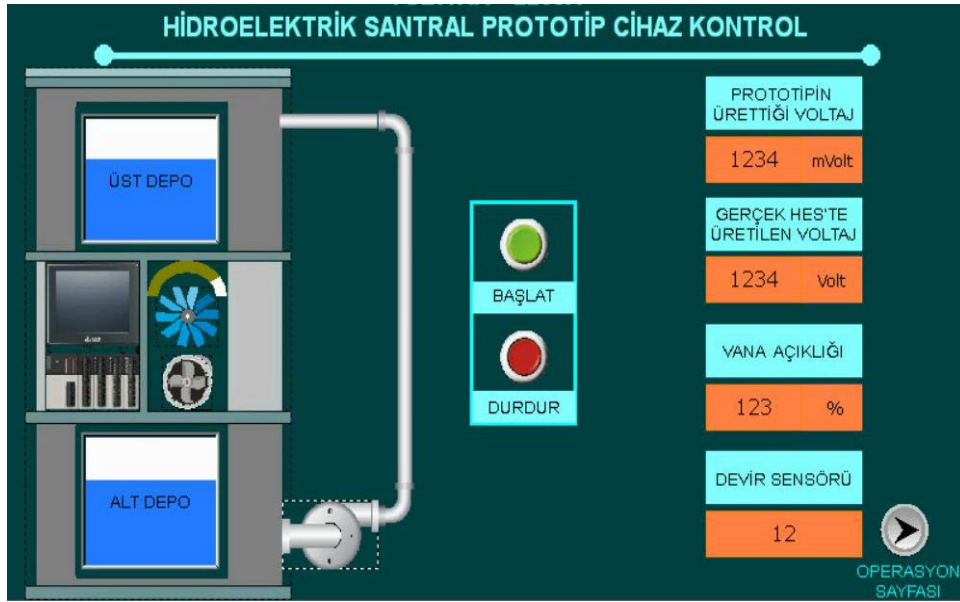 HİDROELEKTRİK SANTRAL PROTOTİP CİHAZ KONTROL
PROTOTİPİN
ÜRETTİĞİ VOLTAJ
1234 mVolt
ÜST DEPO
GERÇEK HES'TE
ÜRETİLEN VOLTAJ
1234 Volt
BAŞLAT
VANA AÇIKLIĞI
123 %
DURDUR
ALT DEPO
DEVİR SENSÖRÜ
12
OPERASYON
SAYFASI